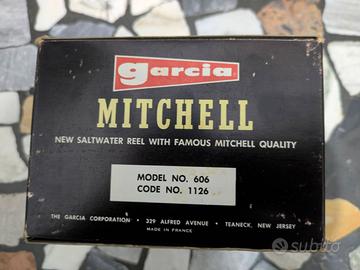 garcia
MITCHELL
NEW SALTWATER REEL WITH FAMOUS MITCHELL QUALITY
MODEL NO. 606
CODE NO. 1126
THE GARCIA CORPORATION • 329 ALFRED AVENUE • TEANECK, NEW JERSEY
MADE IN FRANCE
subito